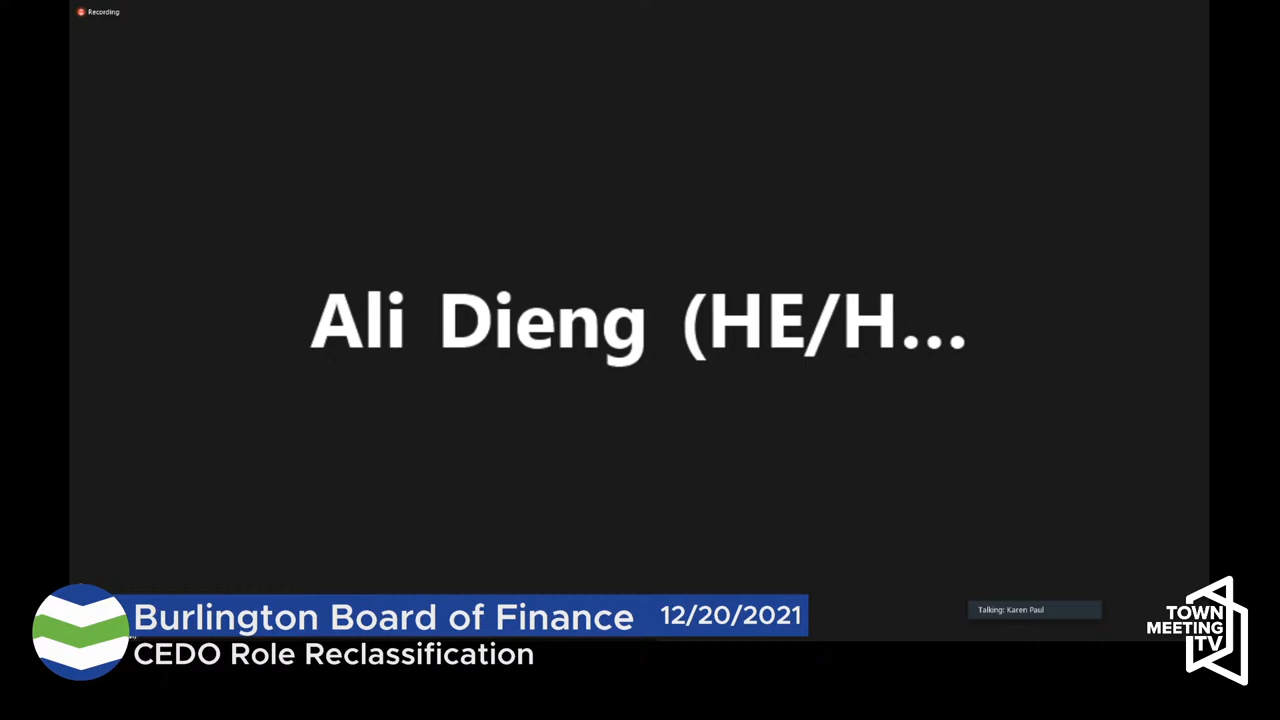 Recording
Ali Dieng (HE/H...
Talking: Karen Paul
Burlington Board of Finance 12/20/2021
CEDO Role Reclassification
TOWN
MEETING
TV